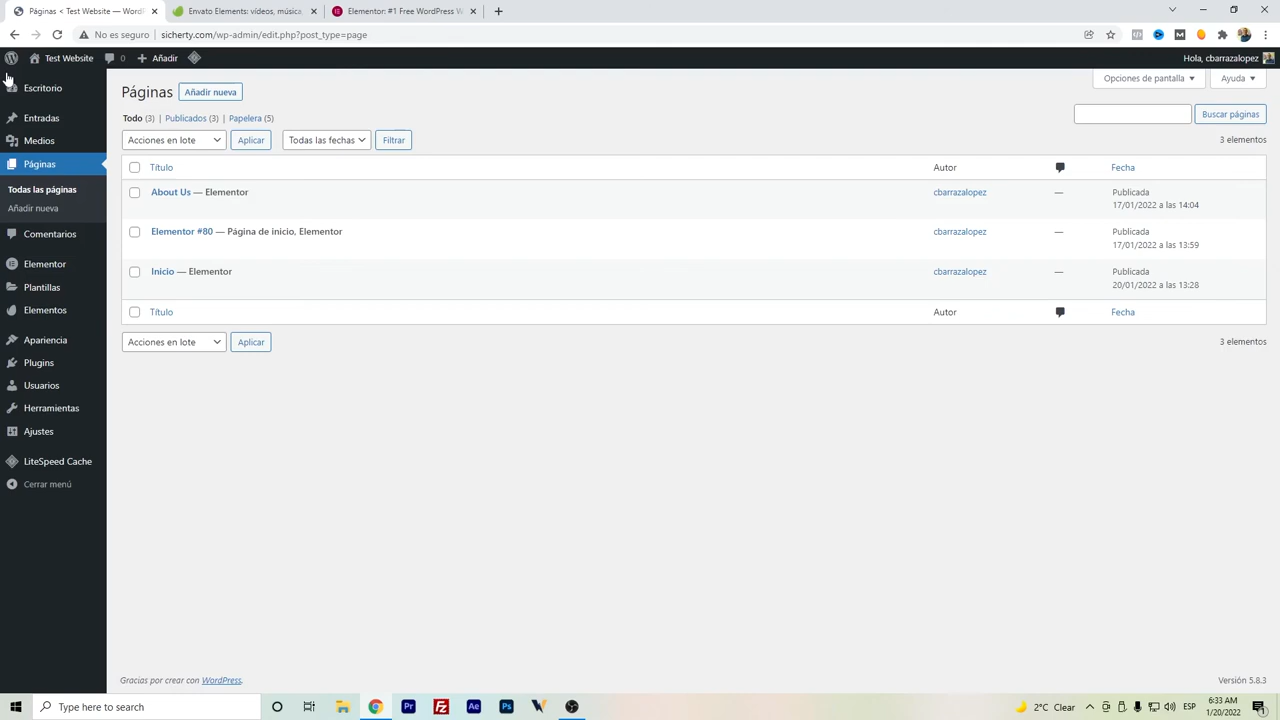 Páginas < Test Website — WordP
Envato Elements: vídeos, música,
Elementor: #1 Free WordPress W
No es seguro
sicherty.com/wp-admin/edit.php?post_type=page
Test Website
0
Añadir
Hola, cbarrazalopez
Escritorio
Entradas
Medios
Páginas
Todas las páginas
Añadir nueva
Comentarios
Elementor
Plantillas
Elementos
Apariencia
Plugins
Usuarios
Herramientas
Ajustes
LiteSpeed Cache
Cerrar menú
Páginas
Añadir nueva
Opciones de pantalla
Ayuda
Todo (3) | Publicados (3) | Papelera (5)
Buscar páginas
Acciones en lote
Aplicar
Todas las fechas
Filtrar
3 elementos
Título
Autor
Fecha
About Us — Elementor
cbarrazalopez
—
Publicada
17/01/2022 a las 14:04
Elementor #80 — Página de inicio, Elementor
cbarrazalopez
—
Publicada
17/01/2022 a las 13:59
Inicio — Elementor
cbarrazalopez
—
Publicada
20/01/2022 a las 13:28
Título
Autor
Fecha
Acciones en lote
Aplicar
3 elementos
Gracias por crear con WordPress.
Versión 5.8.3
Type here to search
Pr
Fz
Ae
Ps
2°C Clear
ESP
6:33 AM
1/20/2022